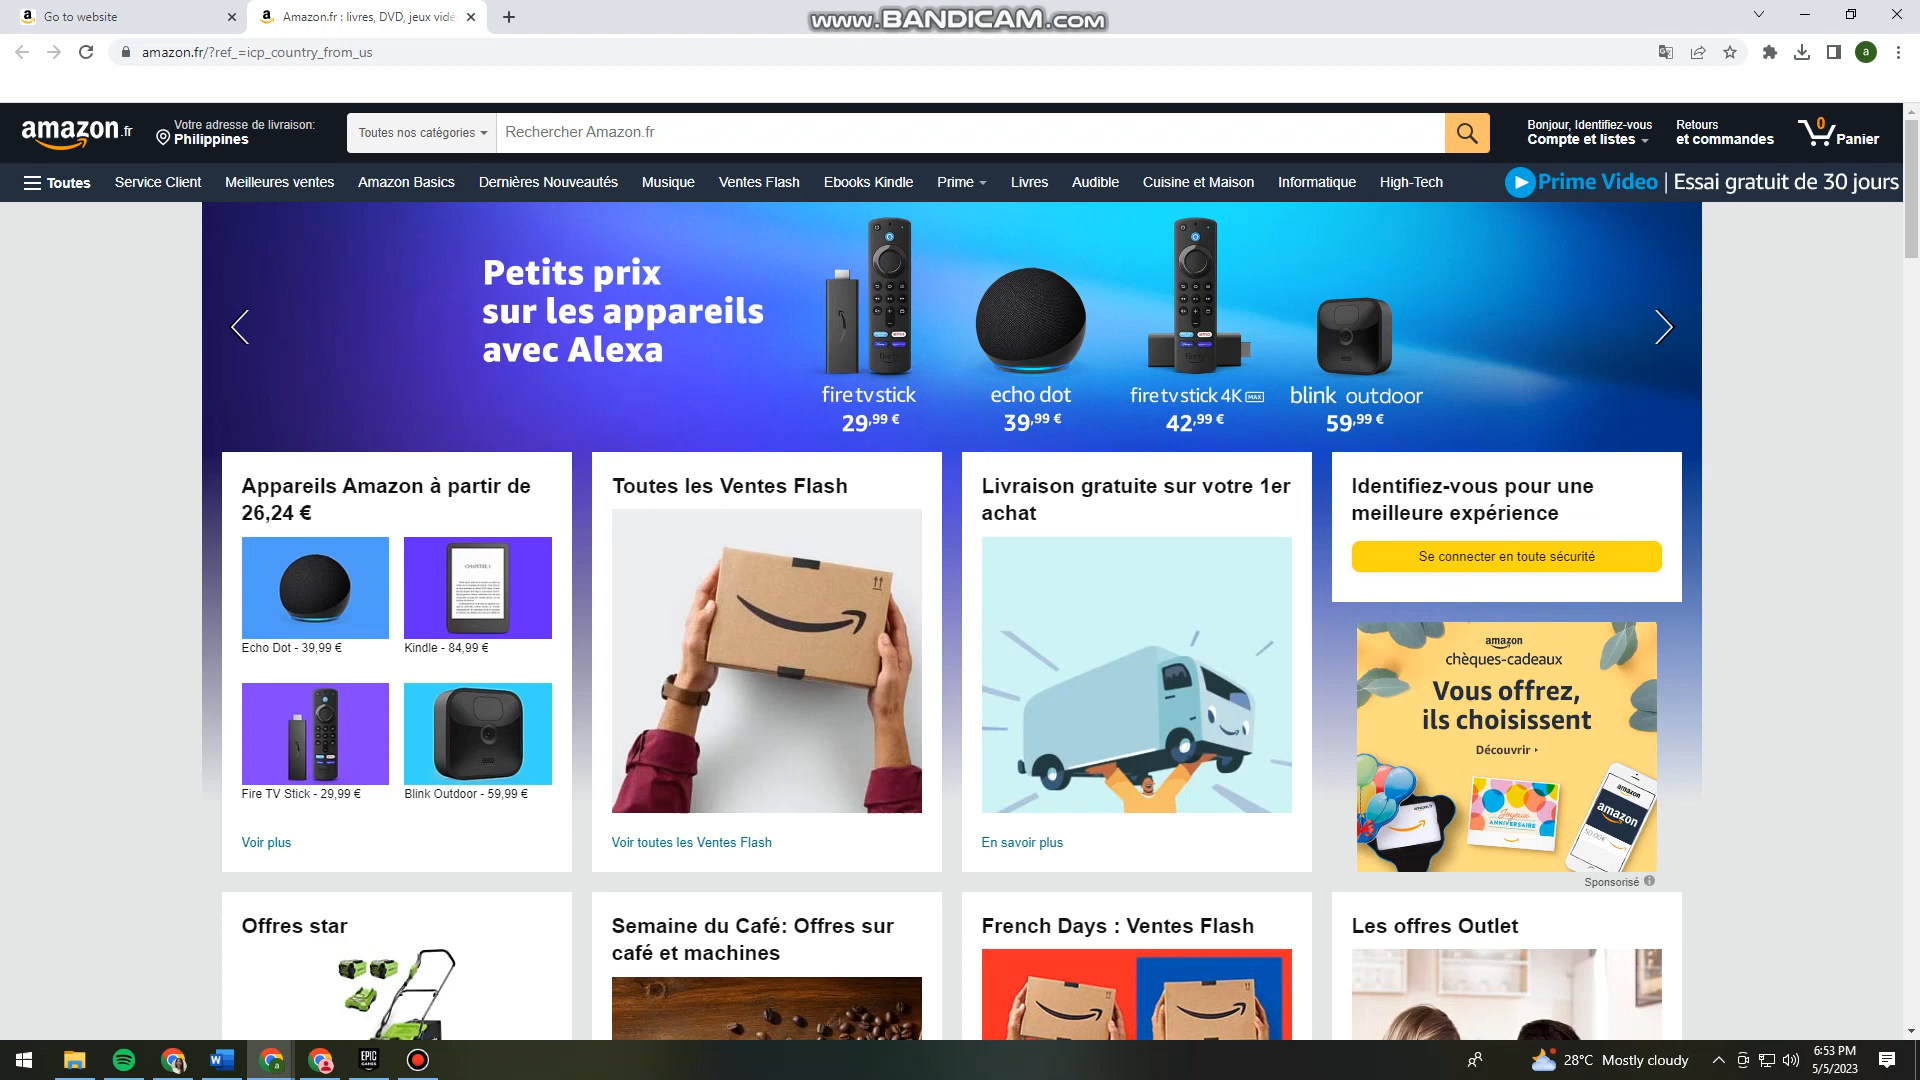 Go to website
Amazon.fr : livres, DVD, jeux vidé
www.BANDICAM.com
amazon.fr/?ref_=icp_country_from_us
a
amazon.fr
Votre adresse de livraison:
Philippines
Toutes nos catégories
Rechercher Amazon.fr
Bonjour, Identifiez-vous
Compte et listes
Retours
et commandes
0
Panier
Toutes
Service Client
Meilleures ventes
Amazon Basics
Dernières Nouveautés
Musique
Ventes Flash
Ebooks Kindle
Prime
Livres
Audible
Cuisine et Maison
Informatique
High-Tech
Prime Video | Essai gratuit de 30 jours
Petits prix
sur les appareils
avec Alexa
fire tv stick
29,99 €
echo dot
39,99 €
fire tv stick 4K MAX
42,99 €
blink outdoor
59,99 €
Appareils Amazon à partir de
26,24 €
CHAPITRE I
Echo Dot - 39,99 €
Kindle - 84,99 €
Fire TV Stick - 29,99 €
Blink Outdoor - 59,99 €
Voir plus
Toutes les Ventes Flash
Voir toutes les Ventes Flash
Livraison gratuite sur votre 1er
achat
En savoir plus
Identifiez-vous pour une
meilleure expérience
Se connecter en toute sécurité
amazon
chèques-cadeaux
Vous offrez,
ils choisissent
Découvrir
Joyeux
ANNIVERSAIRE
amazon
amazon
50.00€
Sponsorisé
Offres star
Semaine du Café: Offres sur
café et machines
French Days : Ventes Flash
Les offres Outlet
EPIC
GAMES
28°C Mostly cloudy
6:53 PM
5/5/2023